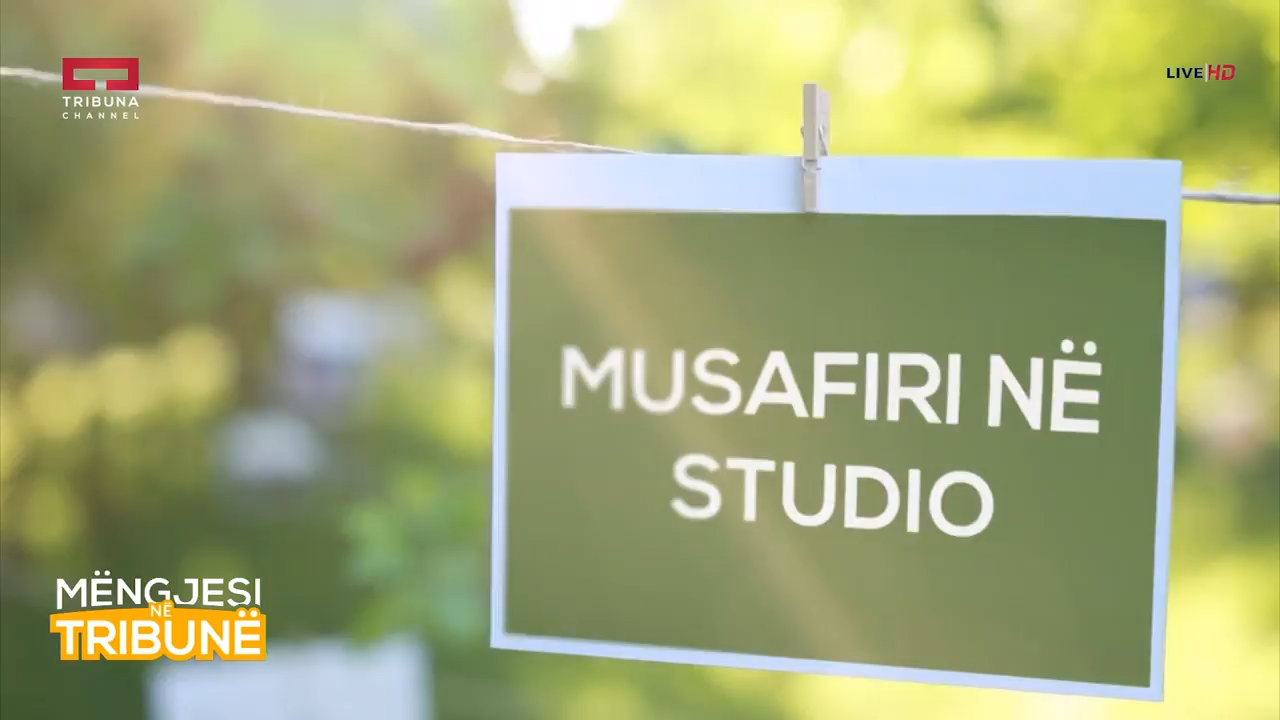 TRIBUNA
CHANNEL
LIVE HD
MUSAFIRI NË
STUDIO
MËNGJESI
NË
TRIBUNË